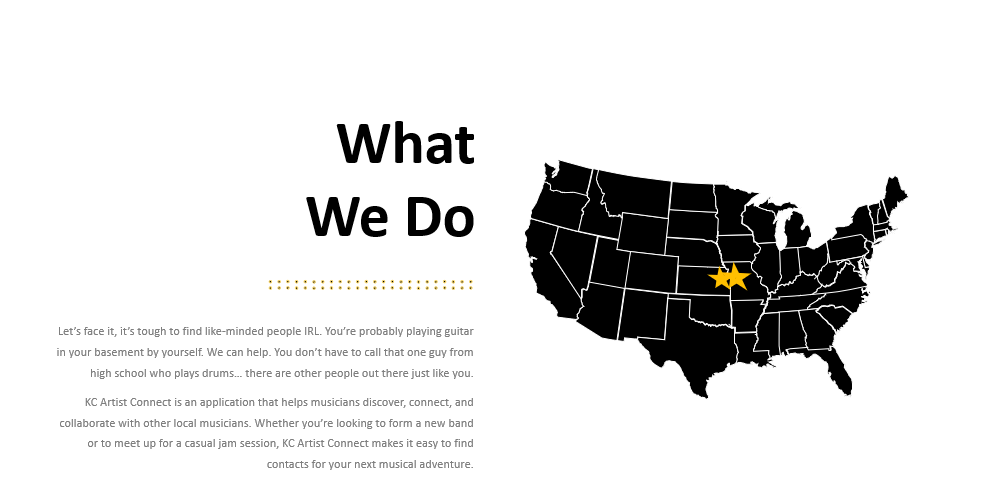 What
We Do
Let's face it, it's tough to find like-minded people IRL. You're probably playing guitar
in your basement by yourself. We can help. You don't have to call that one guy from
high school who plays drums... there are other people out there just like you.
KC Artist Connect is an application that helps musicians discover, connect, and
collaborate with other local musicians. Whether you're looking to form a new band
or to meet up for a casual jam session, KC Artist Connect makes it easy to find
contacts for your next musical adventure.